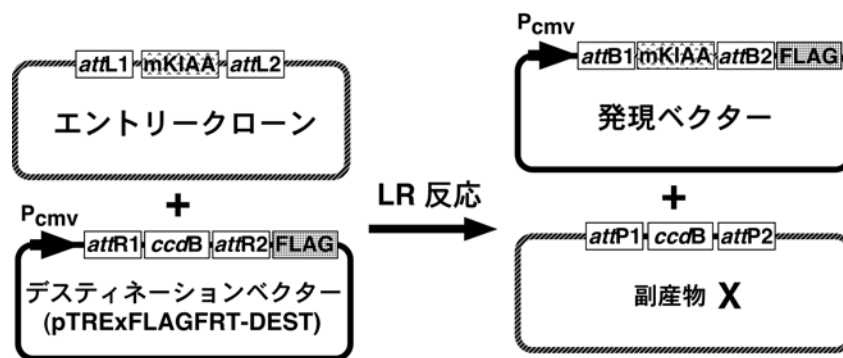 attL1 mKIAA attL2
エントリークローン
+
Pcmv
attR1 ccdB attR2 FLAG
デスティネーションベクター
(pTRExFLAGFRT-DEST)
LR 反応
Pcmv
attB1 mKIAA attB2 FLAG
発現ベクター
+
attP1 ccdB attP2
副産物 X